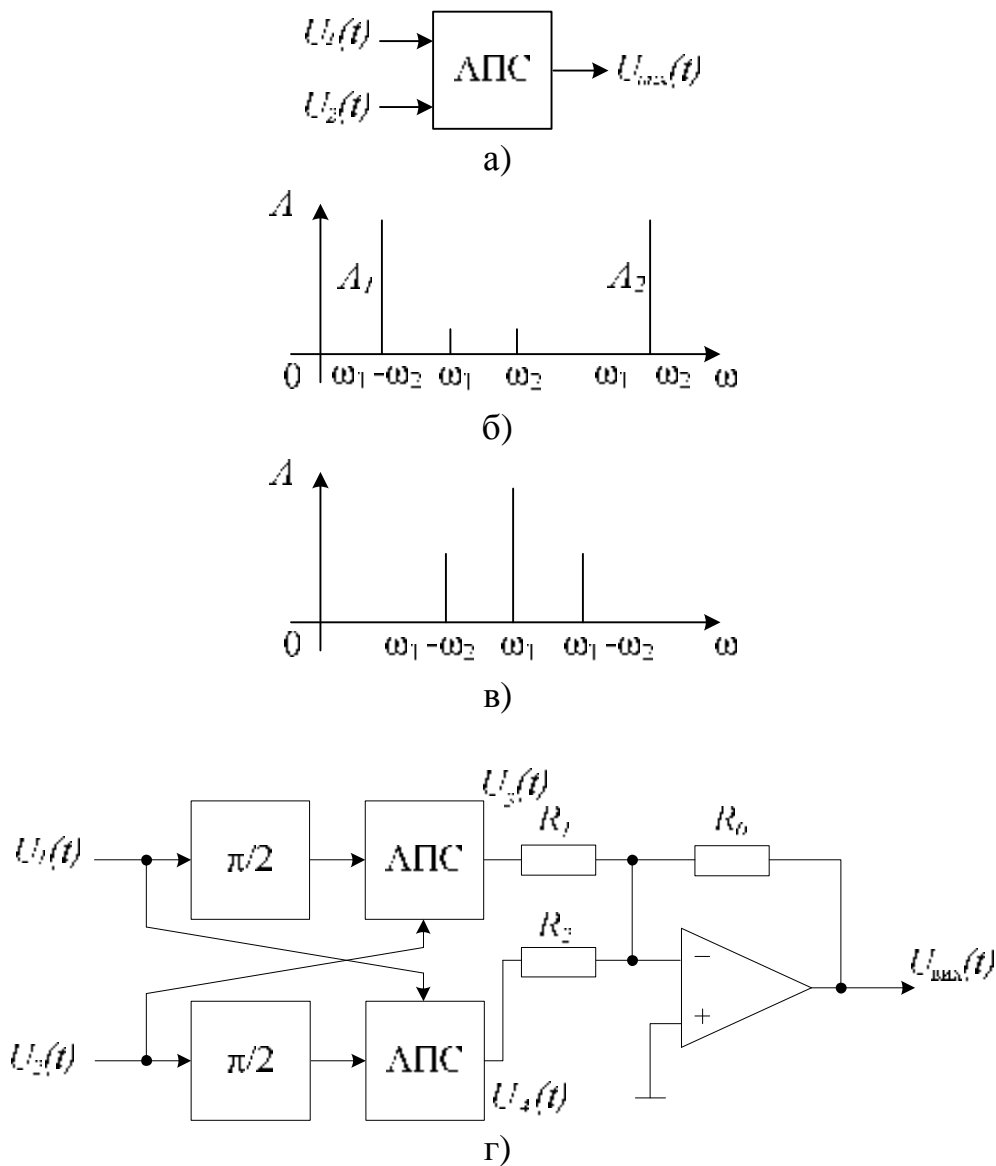 U₁(t)
АПС
Uвих(t)
U₂(t)
а)
A
A₁
A₂
0
ω₁-ω₂
ω₁
ω₂
ω₁
ω₂
ω
б)
A
0
ω₁-ω₂
ω₁
ω₁-ω₂
ω
в)
U₃(t)
U₁(t)
π/2
АПС
R₁
R₀
R₂
−
+
Uвих(t)
U₂(t)
π/2
АПС
U₄(t)
г)